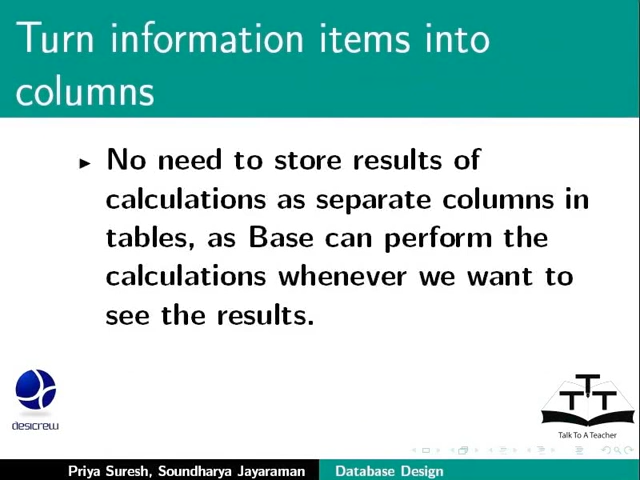 Turn information items into
columns
No need to store results of
calculations as separate columns in
tables, as Base can perform the
calculations whenever we want to
see the results.
desicrew
TTT
Talk To A Teacher
Priya Suresh, Soundharya Jayaraman Database Design